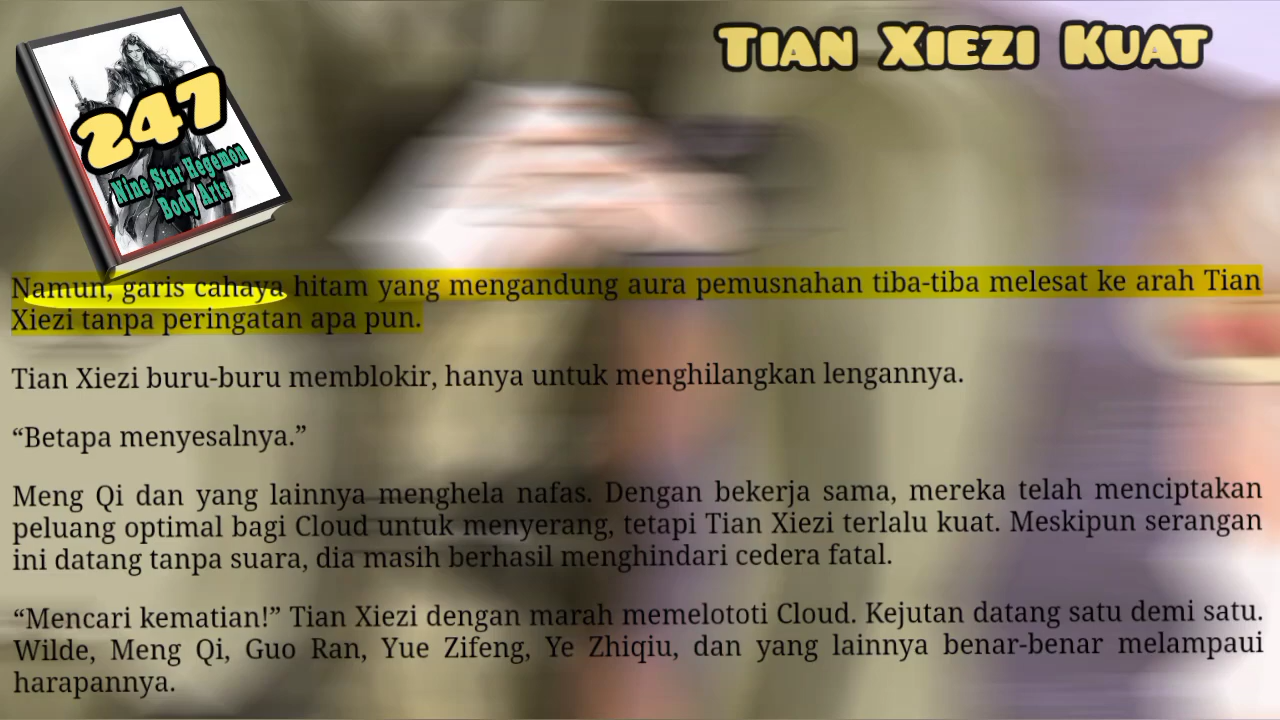 Tian Xiezi Kuat
247
Nine Star Hegemon
Body Arts
Namun, garis cahaya hitam yang mengandung aura pemusnahan tiba-tiba melesat ke arah Tian
Xiezi tanpa peringatan apa pun.
Tian Xiezi buru-buru memblokir, hanya untuk menghilangkan lengannya.
“Betapa menyesalnya.”
Meng Qi dan yang lainnya menghela nafas. Dengan bekerja sama, mereka telah menciptakan
peluang optimal bagi Cloud untuk menyerang, tetapi Tian Xiezi terlalu kuat. Meskipun serangan
ini datang tanpa suara, dia masih berhasil menghindari cedera fatal.
“Mencari kematian!” Tian Xiezi dengan marah memelototi Cloud. Kejutan datang satu demi satu.
Wilde, Meng Qi, Guo Ran, Yue Zifeng, Ye Zhiqiu, dan yang lainnya benar-benar melampaui
harapannya.